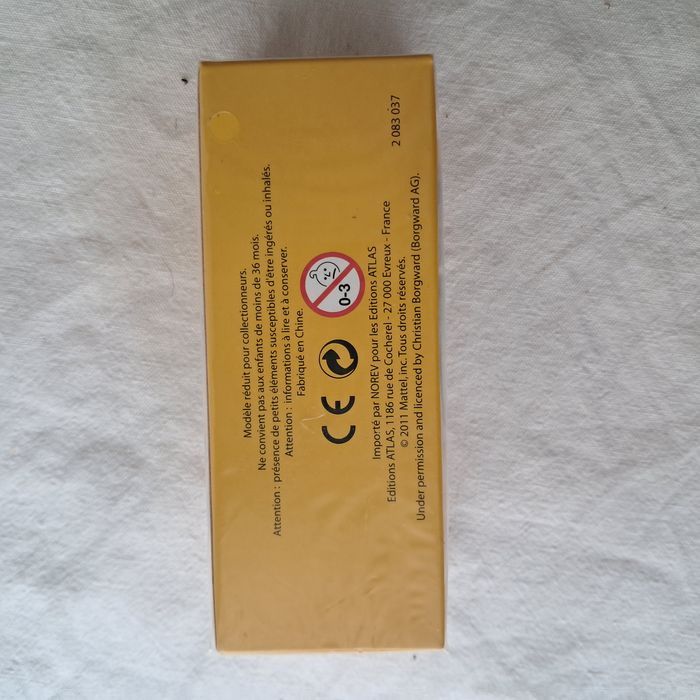 Modèle réduit pour collectionneurs.
Ne convient pas aux enfants de moins de 36 mois.
Attention : présence de petits éléments susceptibles d'être ingérés ou inhalés.
Attention : informations à lire et à conserver.
Fabriqué en Chine.
CE
0-3
Importé par NOREV pour les Editions ATLAS
Editions ATLAS, 1186 rue de Cocherel - 27 000 Evreux - France
© 2011 Mattel, inc. Tous droits réservés.
Under permission and licenced by Christian Borgward (Borgward AG).
2 083 037